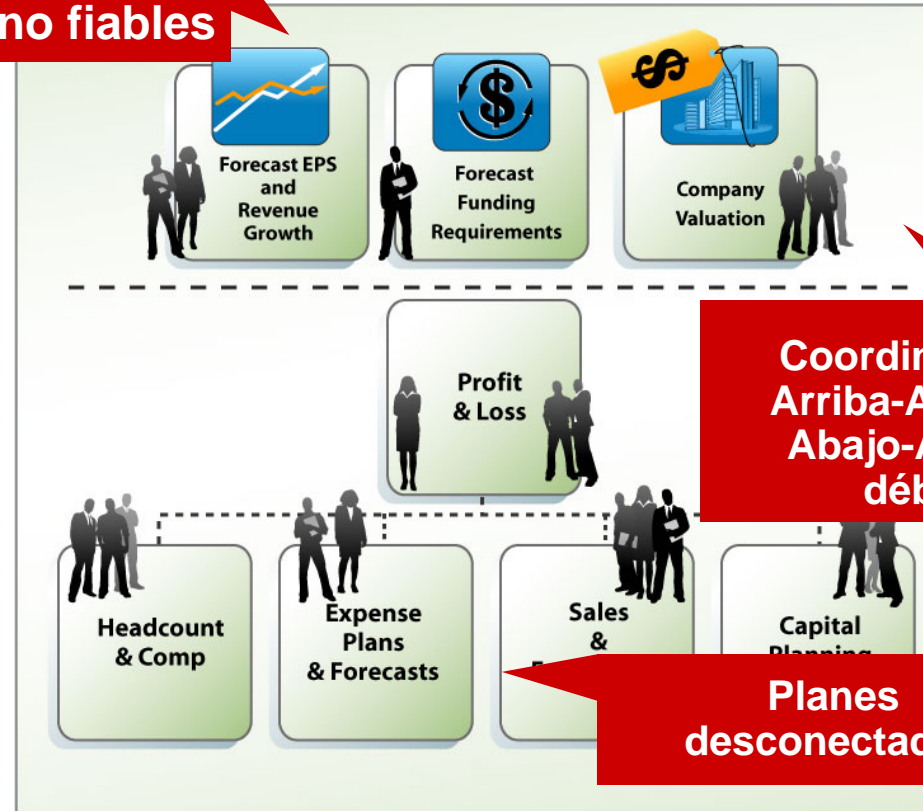 no fiables
Forecast EPS
and
Revenue
Growth
Forecast
Funding
Requirements
Company
Valuation
Profit
& Loss
Headcount
& Comp
Expense
Plans
& Forecasts
Sales
&
Capital
Planning
Planes